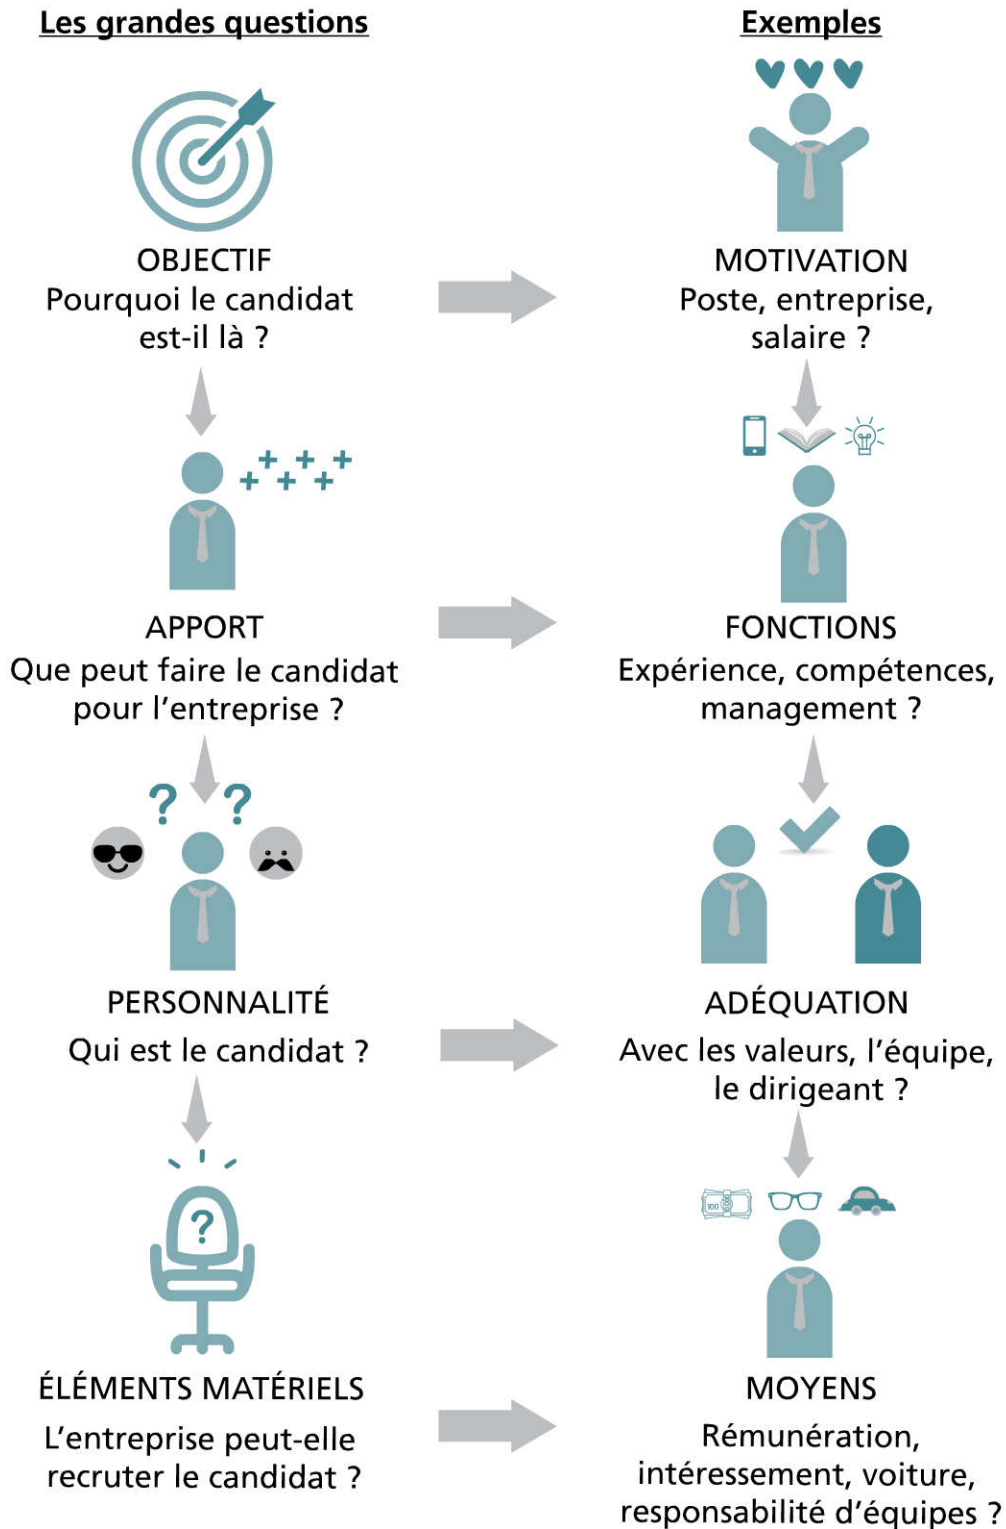 Les grandes questions
Exemples
OBJECTIF
Pourquoi le candidat
est-il là ?
MOTIVATION
Poste, entreprise,
salaire ?
APPORT
Que peut faire le candidat
pour l'entreprise ?
FONCTIONS
Expérience, compétences,
management ?
? ?
PERSONNALITÉ
Qui est le candidat ?
ADÉQUATION
Avec les valeurs, l'équipe,
le dirigeant ?
?
100
ÉLÉMENTS MATÉRIELS
L'entreprise peut-elle
recruter le candidat ?
MOYENS
Rémunération,
intéressement, voiture,
responsabilité d'équipes ?